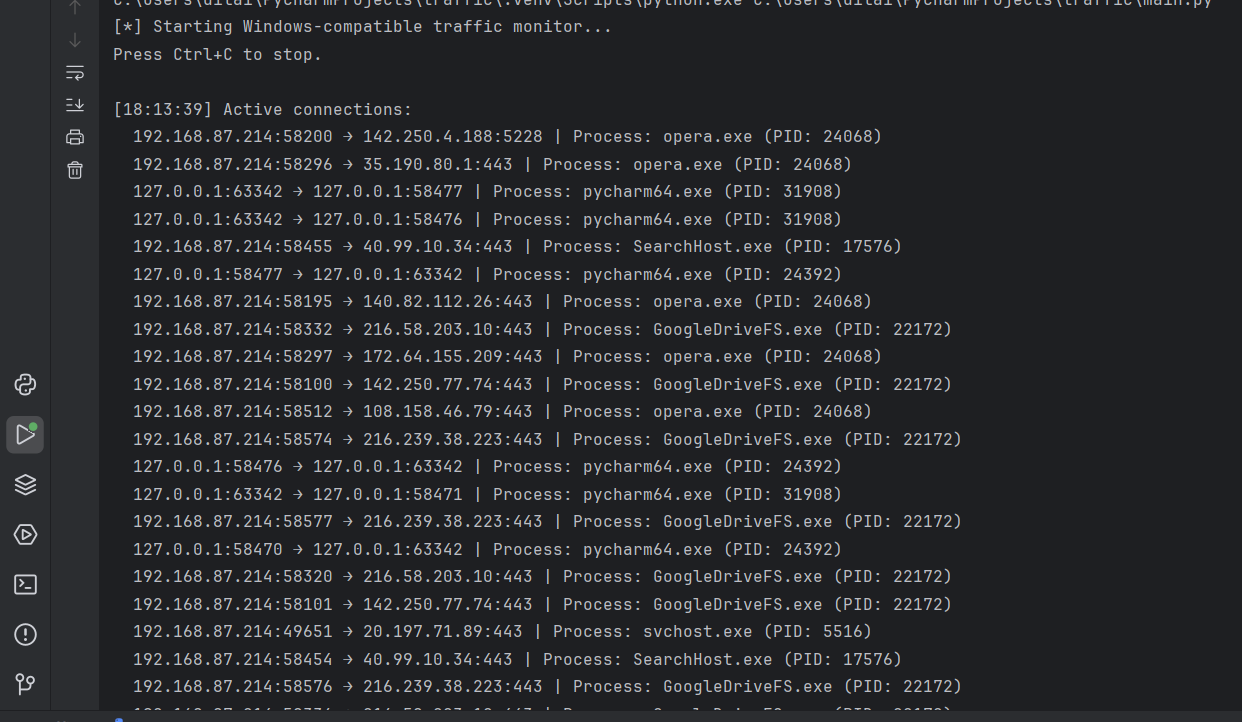 C:\Users\dital\PycharmProjects\traffic\.venv\Scripts\python.exe C:\Users\dital\PycharmProjects\traffic\main.py
[*] Starting Windows-compatible traffic monitor...
Press Ctrl+C to stop.
[18:13:39] Active connections:
192.168.87.214:58200 → 142.250.4.188:5228 | Process: opera.exe (PID: 24068)
192.168.87.214:58296 → 35.190.80.1:443 | Process: opera.exe (PID: 24068)
127.0.0.1:63342 → 127.0.0.1:58477 | Process: pycharm64.exe (PID: 31908)
127.0.0.1:63342 → 127.0.0.1:58476 | Process: pycharm64.exe (PID: 31908)
192.168.87.214:58455 → 40.99.10.34:443 | Process: SearchHost.exe (PID: 17576)
127.0.0.1:58477 → 127.0.0.1:63342 | Process: pycharm64.exe (PID: 24392)
192.168.87.214:58195 → 140.82.112.26:443 | Process: opera.exe (PID: 24068)
192.168.87.214:58332 → 216.58.203.10:443 | Process: GoogleDriveFS.exe (PID: 22172)
192.168.87.214:58297 → 172.64.155.209:443 | Process: opera.exe (PID: 24068)
192.168.87.214:58100 → 142.250.77.74:443 | Process: GoogleDriveFS.exe (PID: 22172)
192.168.87.214:58512 → 108.158.46.79:443 | Process: opera.exe (PID: 24068)
192.168.87.214:58574 → 216.239.38.223:443 | Process: GoogleDriveFS.exe (PID: 22172)
127.0.0.1:58476 → 127.0.0.1:63342 | Process: pycharm64.exe (PID: 24392)
127.0.0.1:63342 → 127.0.0.1:58471 | Process: pycharm64.exe (PID: 31908)
192.168.87.214:58577 → 216.239.38.223:443 | Process: GoogleDriveFS.exe (PID: 22172)
127.0.0.1:58470 → 127.0.0.1:63342 | Process: pycharm64.exe (PID: 24392)
192.168.87.214:58320 → 216.58.203.10:443 | Process: GoogleDriveFS.exe (PID: 22172)
192.168.87.214:58101 → 142.250.77.74:443 | Process: GoogleDriveFS.exe (PID: 22172)
192.168.87.214:49651 → 20.197.71.89:443 | Process: svchost.exe (PID: 5516)
192.168.87.214:58454 → 40.99.10.34:443 | Process: SearchHost.exe (PID: 17576)
192.168.87.214:58576 → 216.239.38.223:443 | Process: GoogleDriveFS.exe (PID: 22172)